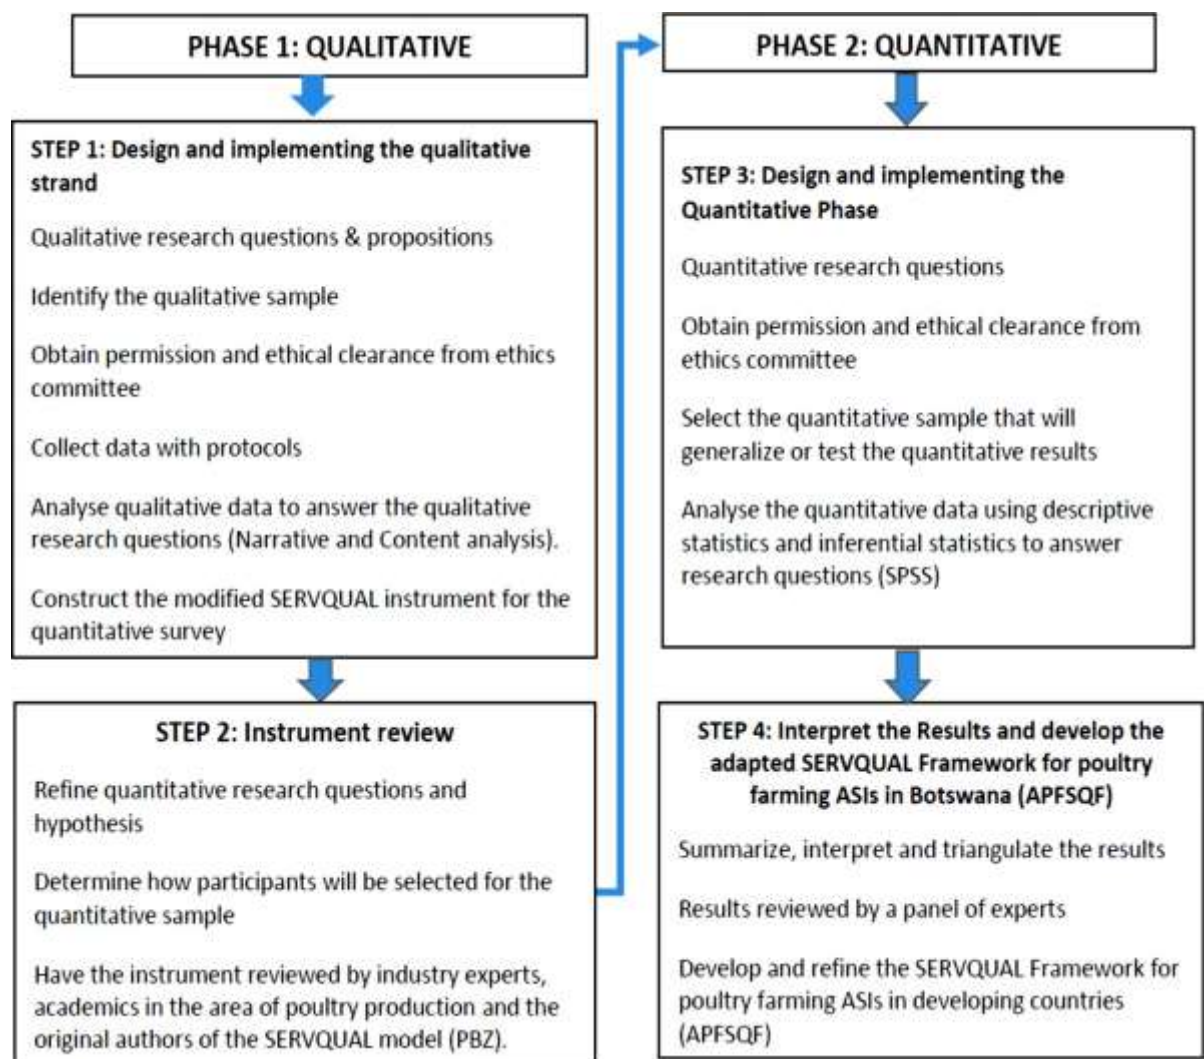 PHASE 1: QUALITATIVE
STEP 1: Design and implementing the qualitative
strand
Qualitative research questions & propositions
Identify the qualitative sample
Obtain permission and ethical clearance from ethics
committee
Collect data with protocols
Analyse qualitative data to answer the qualitative
research questions (Narrative and Content analysis).
Construct the modified SERVQUAL instrument for the
quantitative survey
STEP 2: Instrument review
Refine quantitative research questions and
hypothesis
Determine how participants will be selected for the
quantitative sample
Have the instrument reviewed by industry experts,
academics in the area of poultry production and the
original authors of the SERVQUAL model (PBZ).
PHASE 2: QUANTITATIVE
STEP 3: Design and implementing the
Quantitative Phase
Quantitative research questions
Obtain permission and ethical clearance from
ethics committee
Select the quantitative sample that will
generalize or test the quantitative results
Analyse the quantitative data using descriptive
statistics and inferential statistics to answer
research questions (SPSS)
STEP 4: Interpret the Results and develop the
adapted SERVQUAL Framework for poultry
farming ASIs in Botswana (APFSQF)
Summarize, interpret and triangulate the results
Results reviewed by a panel of experts
Develop and refine the SERVQUAL Framework for
poultry farming ASIs in developing countries
(APFSQF)